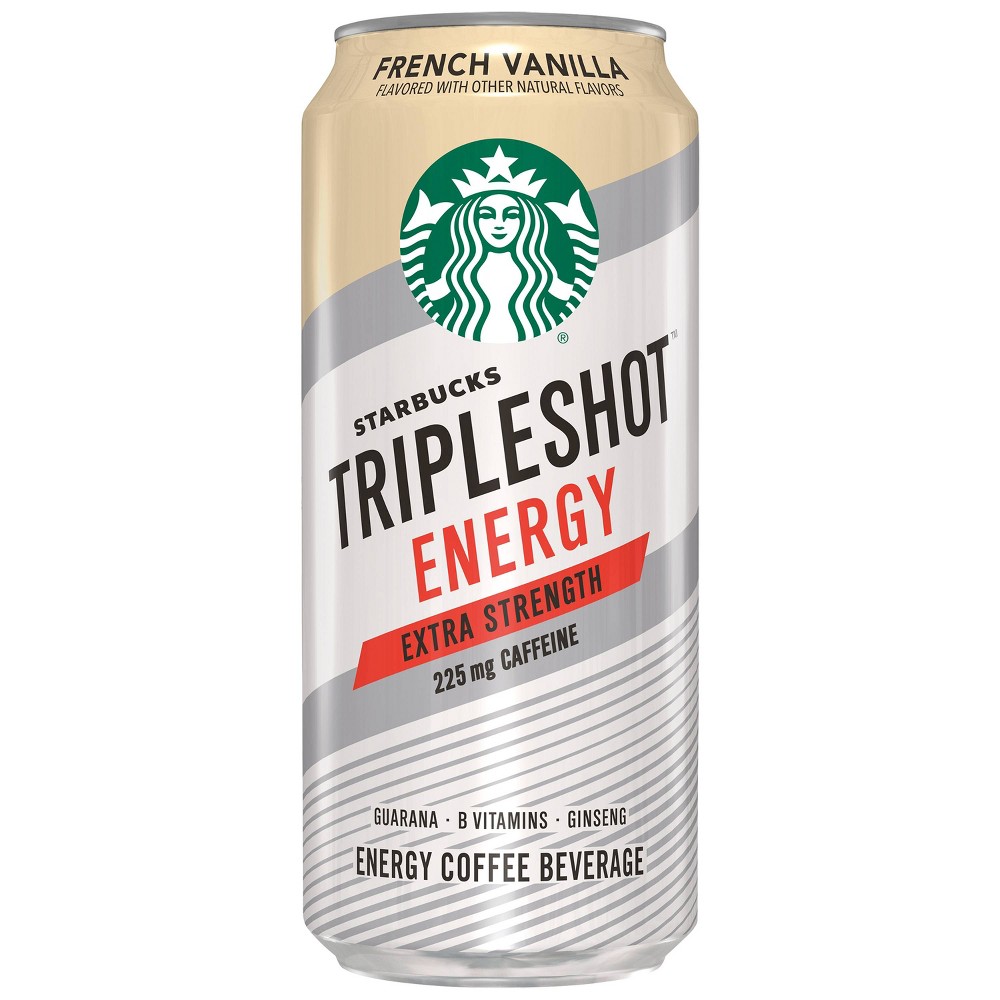 FRENCH VANILLA
FLAVORED WITH OTHER NATURAL FLAVORS
®
STARBUCKS
TRIPLESHOT™
ENERGY
EXTRA STRENGTH
225 mg CAFFEINE
GUARANA · B VITAMINS · GINSENG
ENERGY COFFEE BEVERAGE